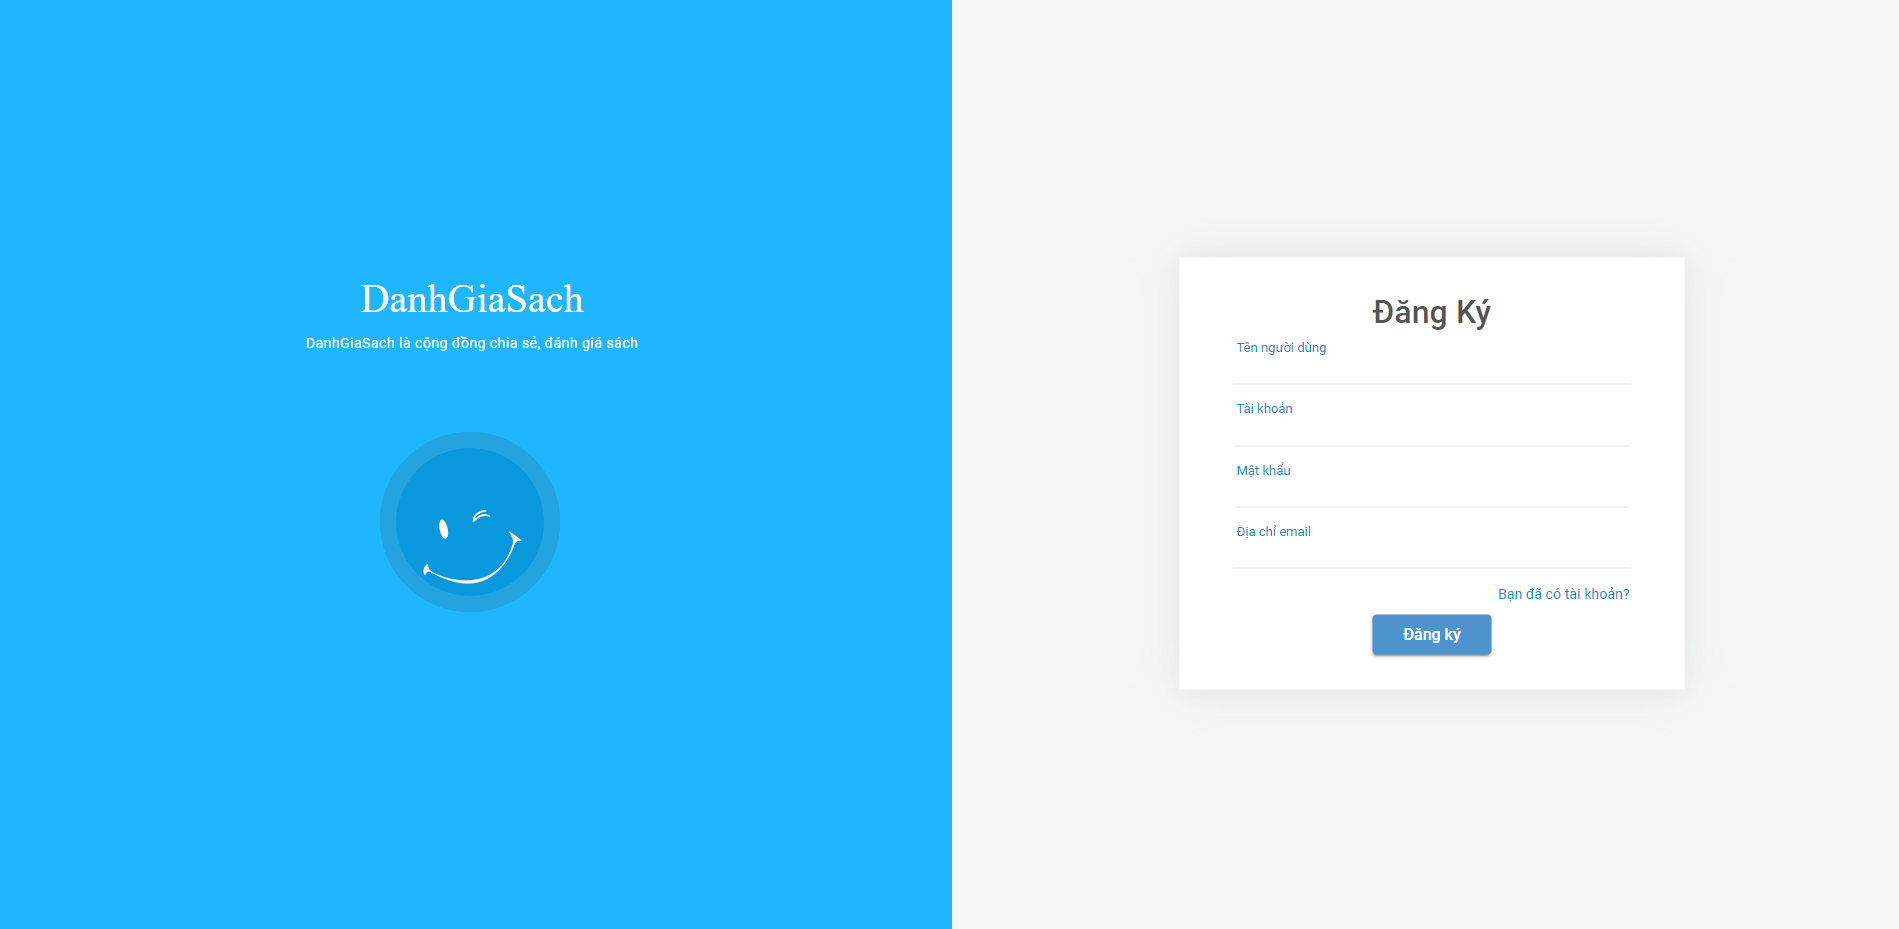 DanhGiaSach
DanhGiaSach là cộng đồng chia sẻ, đánh giá sách
Đăng Ký
Tên người dùng
Tài khoản
Mật khẩu
Địa chỉ email
Bạn đã có tài khoản?
Đăng ký